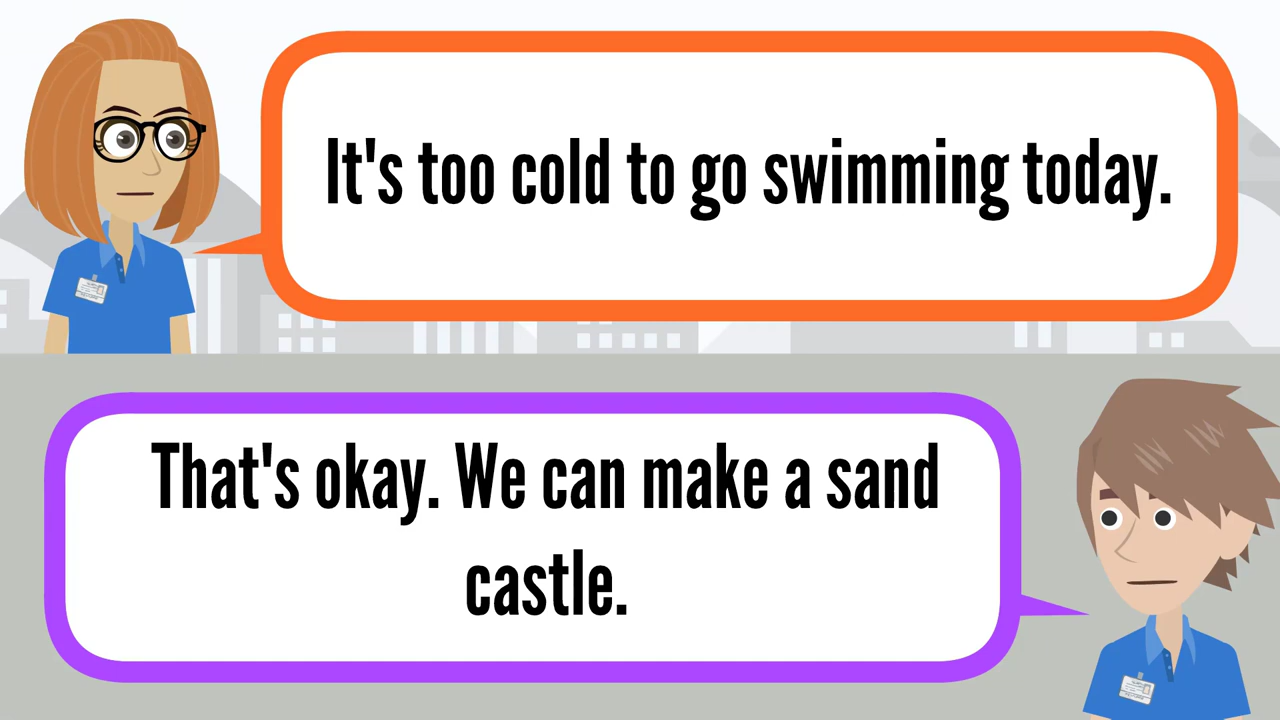 It's too cold to go swimming today.
That's okay. We can make a sand
castle.